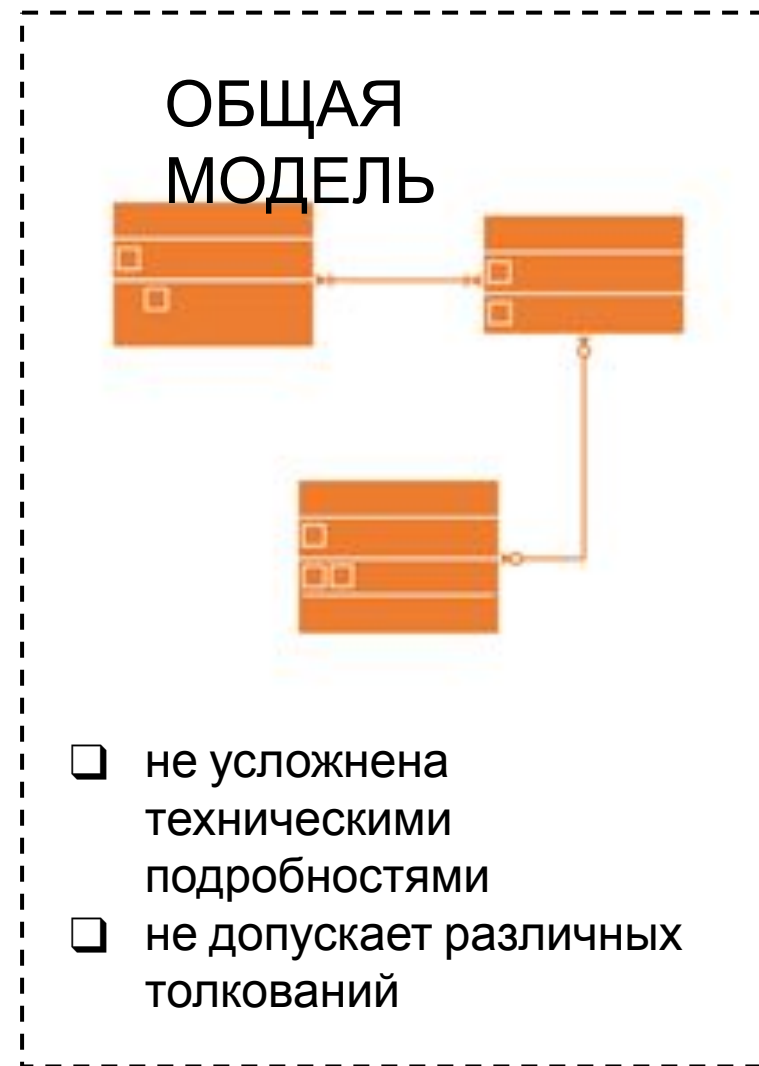 ОБЩАЯ
МОДЕЛЬ
не усложнена
техническими
подробностями
не допускает различных
толкований